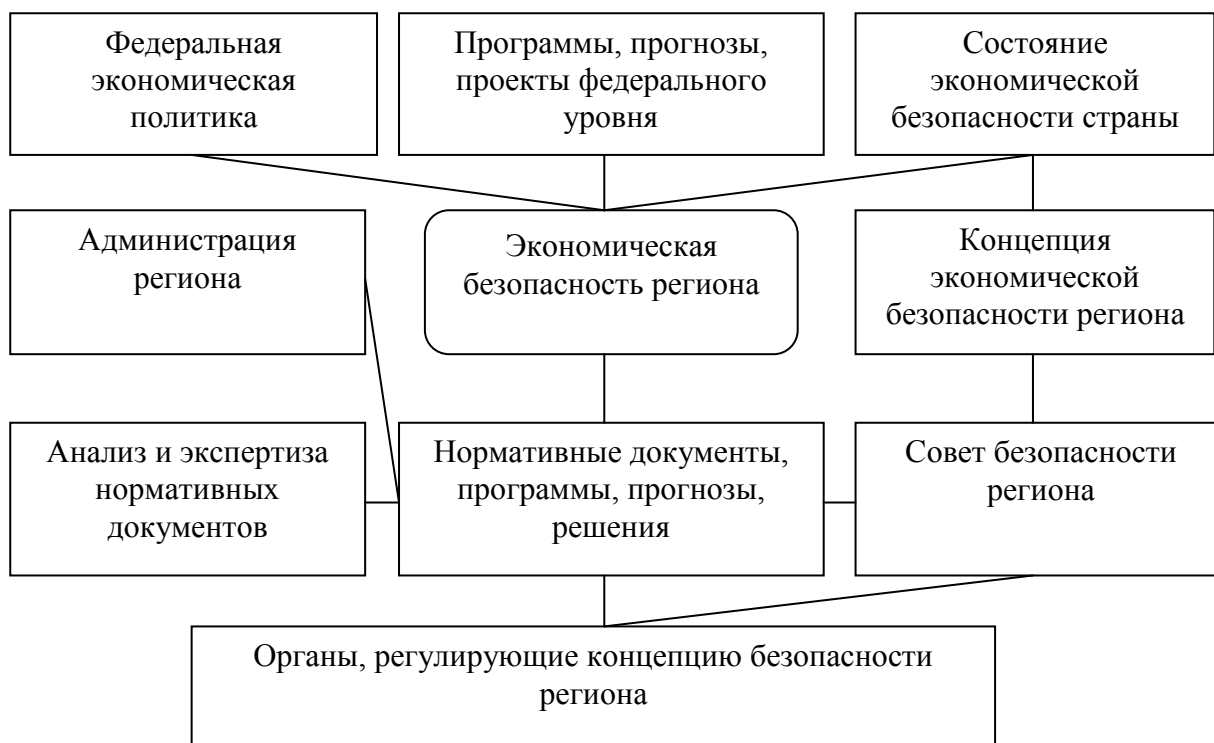 Федеральная
экономическая
политика
Программы, прогнозы,
проекты федерального
уровня
Состояние
экономической
безопасности страны
Администрация
региона
Экономическая
безопасность региона
Концепция
экономической
безопасности региона
Анализ и экспертиза
нормативных
документов
Нормативные документы,
программы, прогнозы,
решения
Совет безопасности
региона
Органы, регулирующие концепцию безопасности
региона